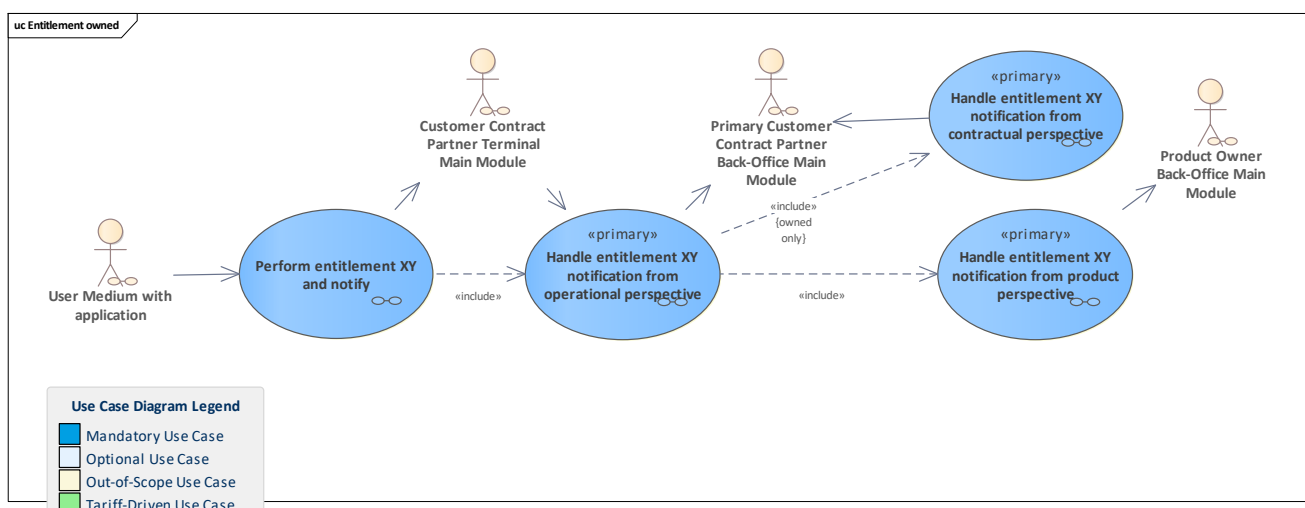 uc Entitlement owned
Customer Contract
Partner Terminal
Main Module
Primary Customer
Contract Partner
Back-Office Main
Module
«primary»
Handle entitlement XY
notification from
contractual perspective
Product Owner
Back-Office Main
Module
User Medium with
application
Perform entitlement XY
and notify
«include»
«primary»
Handle entitlement XY
notification from
operational perspective
«include»
{owned
only}
«include»
«primary»
Handle entitlement XY
notification from product
perspective
Use Case Diagram Legend
Mandatory Use Case
Optional Use Case
Out-of-Scope Use Case
Tariff-Driven Use Case